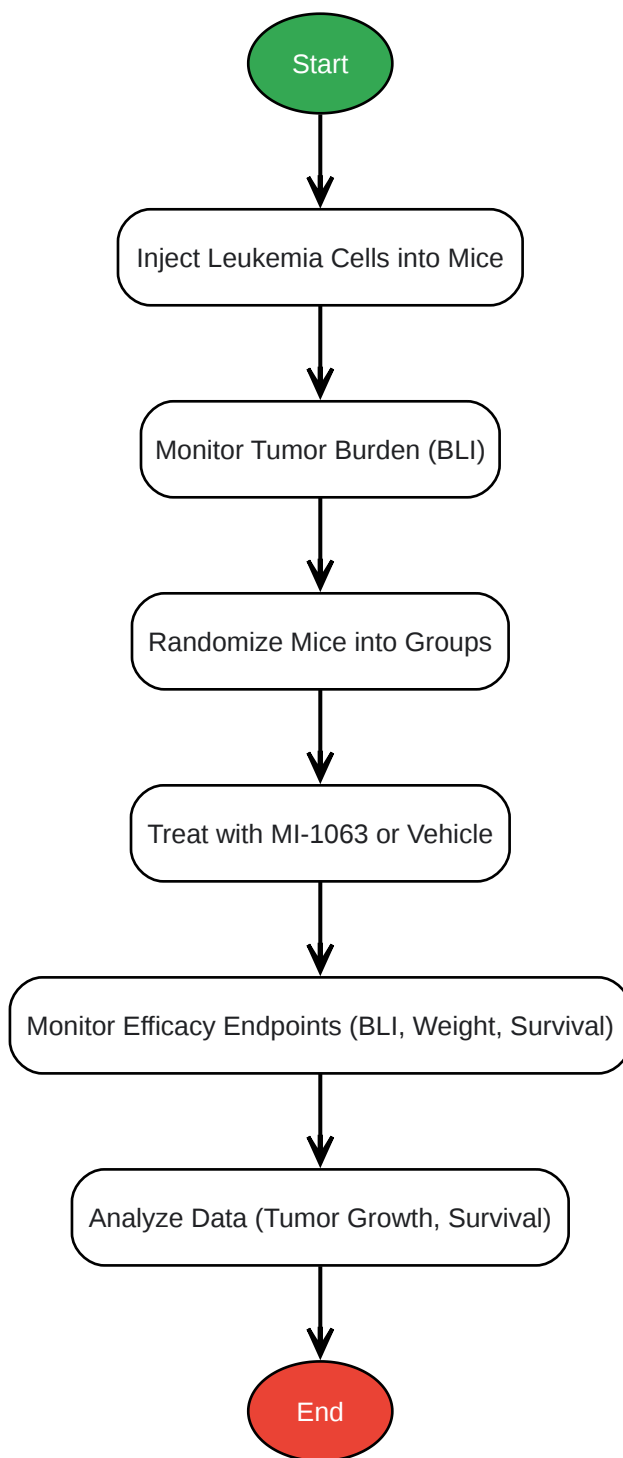 Start
Inject Leukemia Cells into Mice
Monitor Tumor Burden (BLI)
Randomize Mice into Groups
Treat with MI-1063 or Vehicle
Monitor Efficacy Endpoints (BLI, Weight, Survival)
Analyze Data (Tumor Growth, Survival)
End